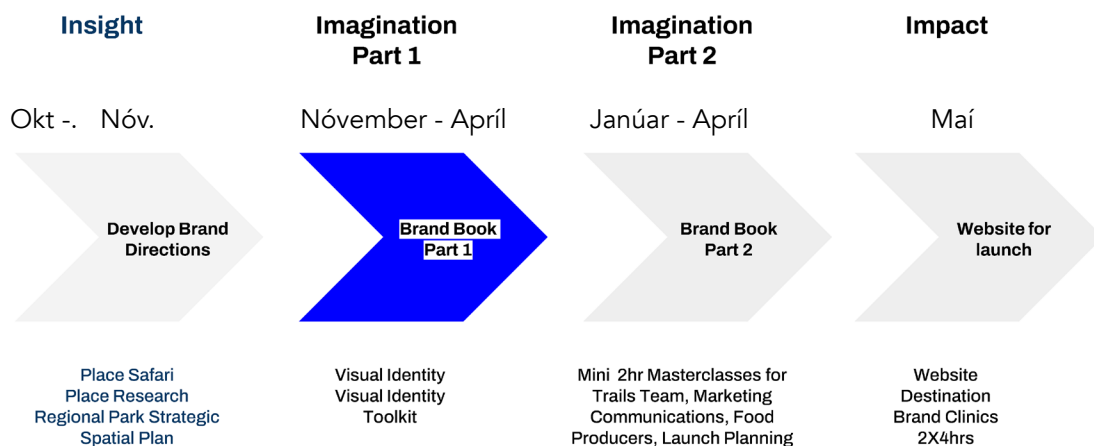 Insight
Imagination
Part 1
Imagination
Part 2
Impact
Okt -. Nóv.
Nóvember - Apríl
Janúar - Apríl
Maí
Develop Brand
Directions
Brand Book
Part 1
Brand Book
Part 2
Website for
launch
Place Safari
Place Research
Regional Park Strategic
Spatial Plan
Visual Identity
Visual Identity
Toolkit
Mini 2hr Masterclasses for
Trails Team, Marketing
Communications, Food
Producers, Launch Planning
Website
Destination
Brand Clinics
2X4hrs